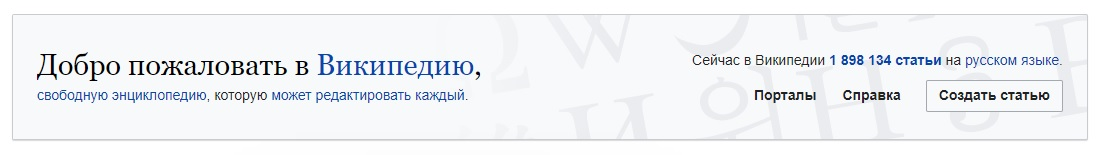 Добро пожаловать в Википедию,
свободную энциклопедию, которую может редактировать каждый.
Сейчас в Википедии 1 898 134 статьи на русском языке.
Порталы Справка Создать статью